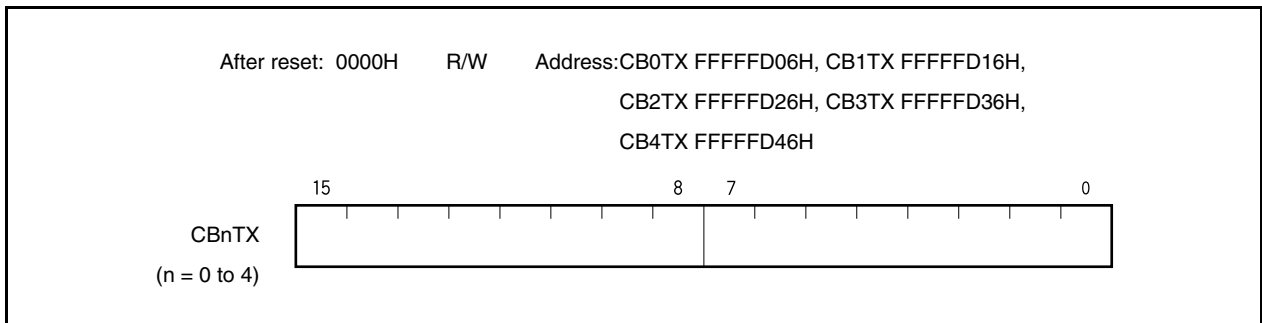 After reset: 0000H R/W Address:CB0TX FFFFFD06H, CB1TX FFFFFD16H,
CB2TX FFFFFD26H, CB3TX FFFFFD36H,
CB4TX FFFFFD46H
15 8 7 0
CBnTX
(n = 0 to 4)